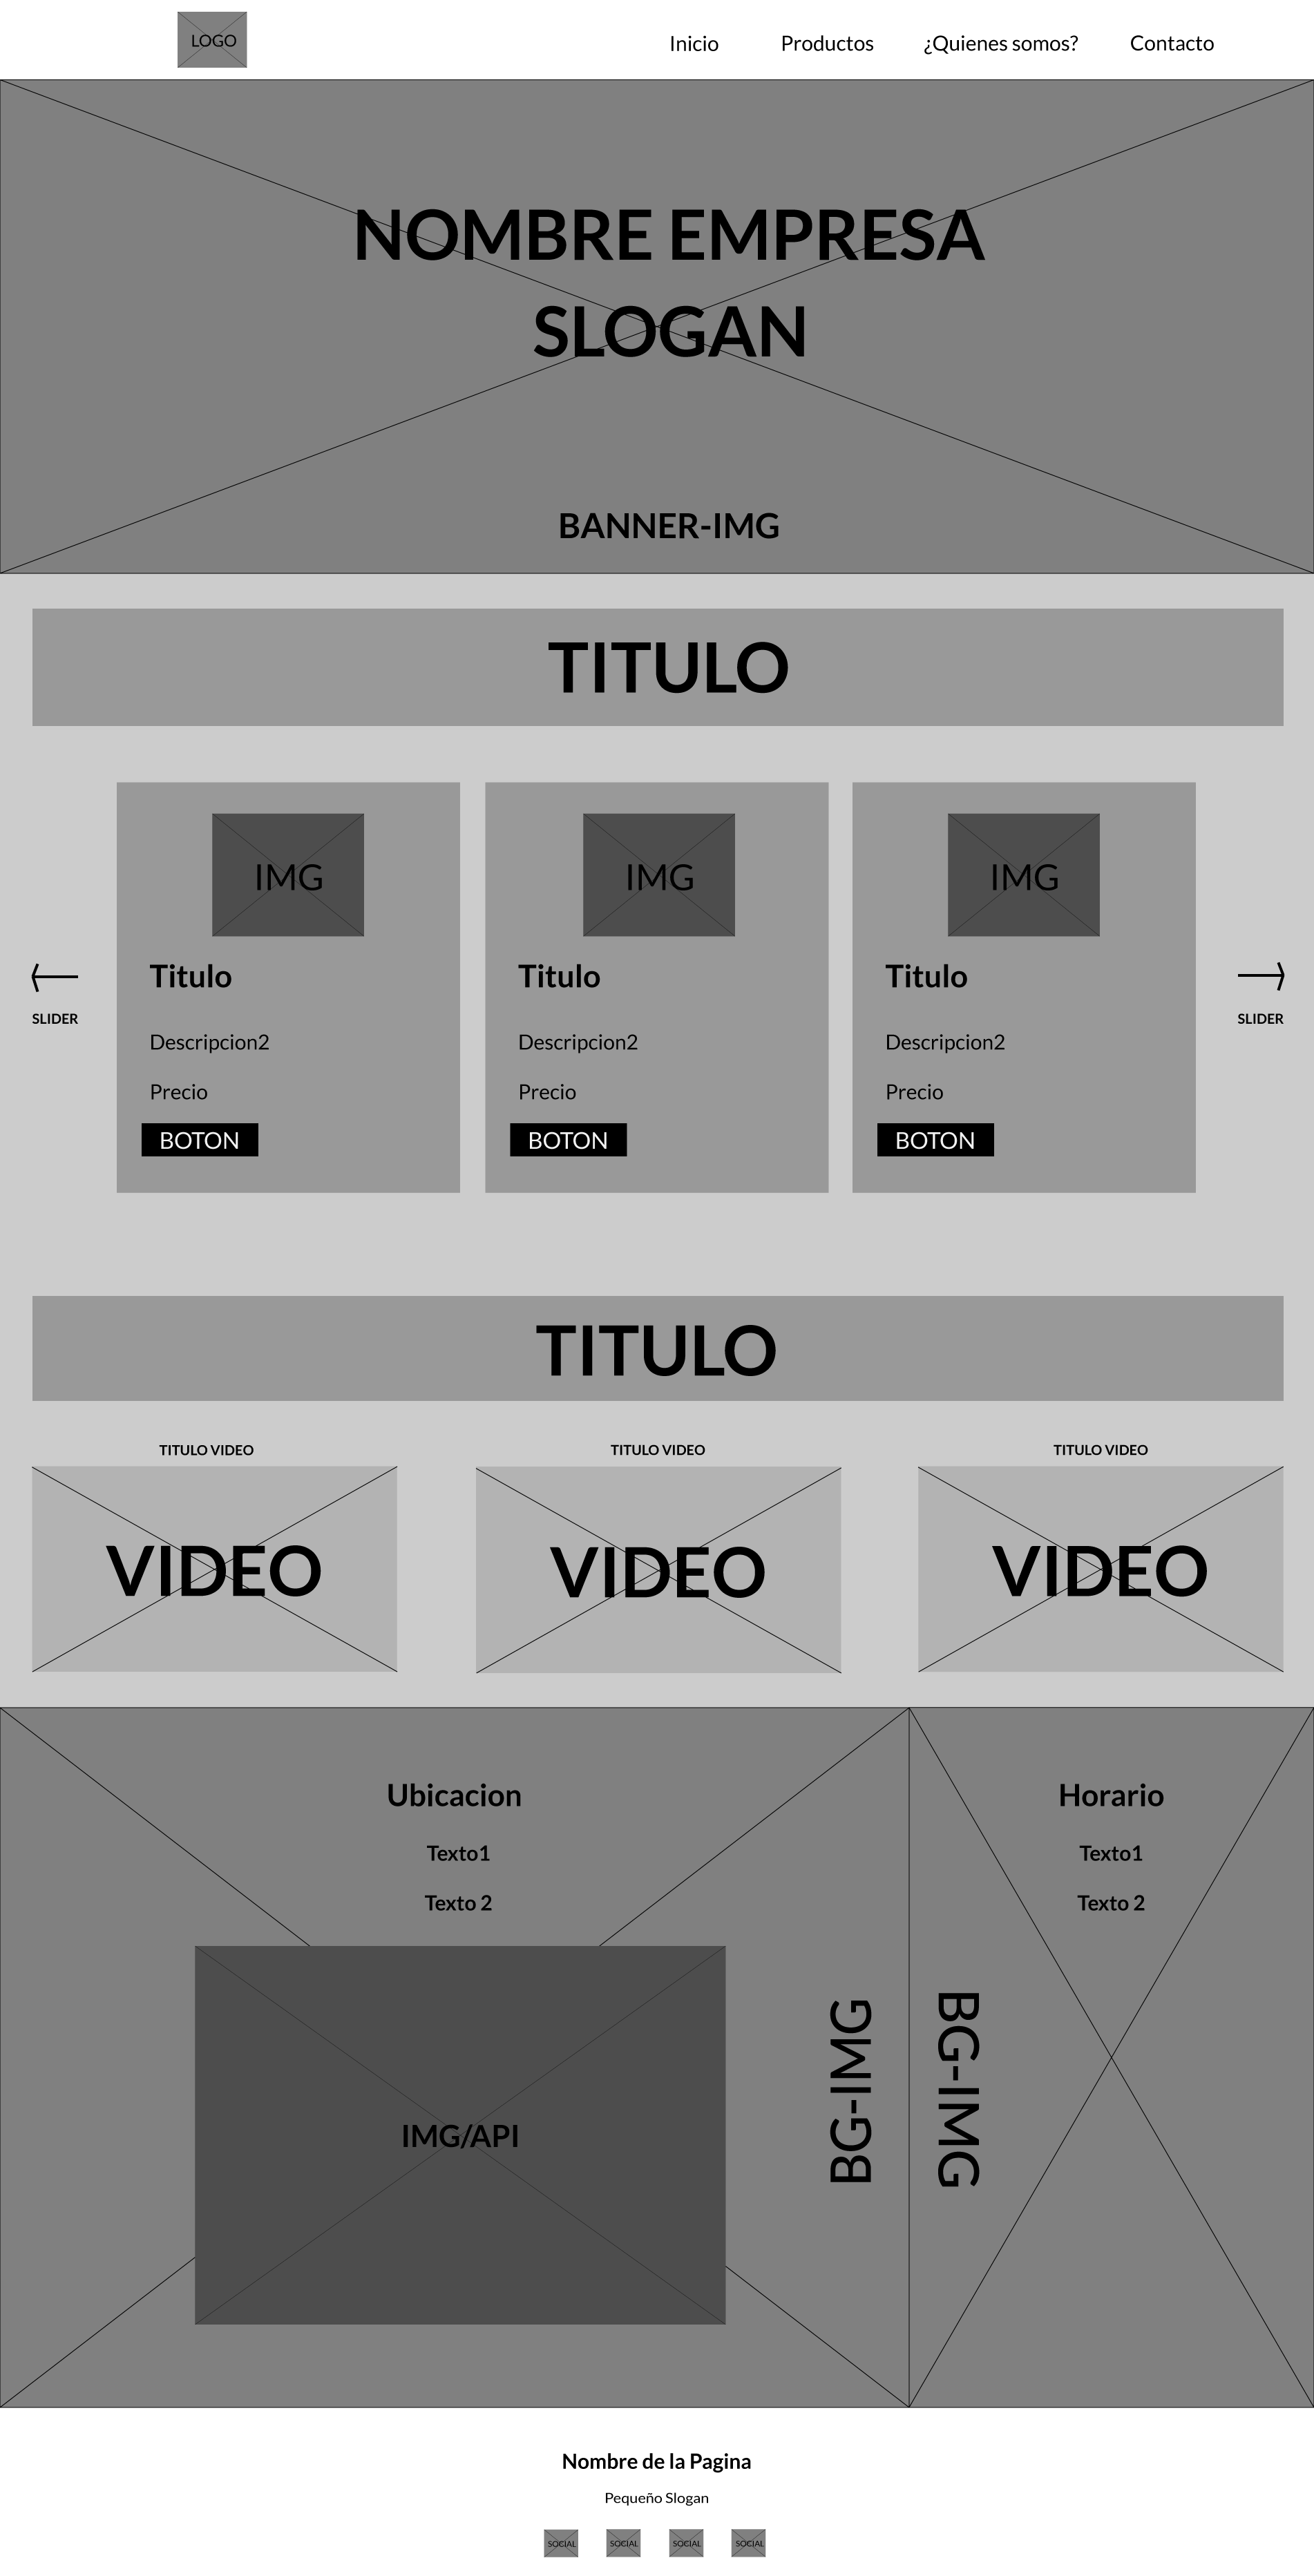 LOGO
Inicio
Productos
¿Quienes somos?
Contacto
NOMBRE EMPRESA
SLOGAN
BANNER-IMG
TITULO
IMG
Titulo
Descripcion2
Precio
BOTON
IMG
Titulo
Descripcion2
Precio
BOTON
IMG
Titulo
Descripcion2
Precio
BOTON
SLIDER
SLIDER
TITULO
TITULO VIDEO
VIDEO
TITULO VIDEO
VIDEO
TITULO VIDEO
VIDEO
Ubicacion
Texto1
Texto 2
IMG/API
BG-IMG
Horario
Texto1
Texto 2
BG-IMG
Nombre de la Pagina
Pequeño Slogan
SOCIAL
SOCIAL
SOCIAL
SOCIAL